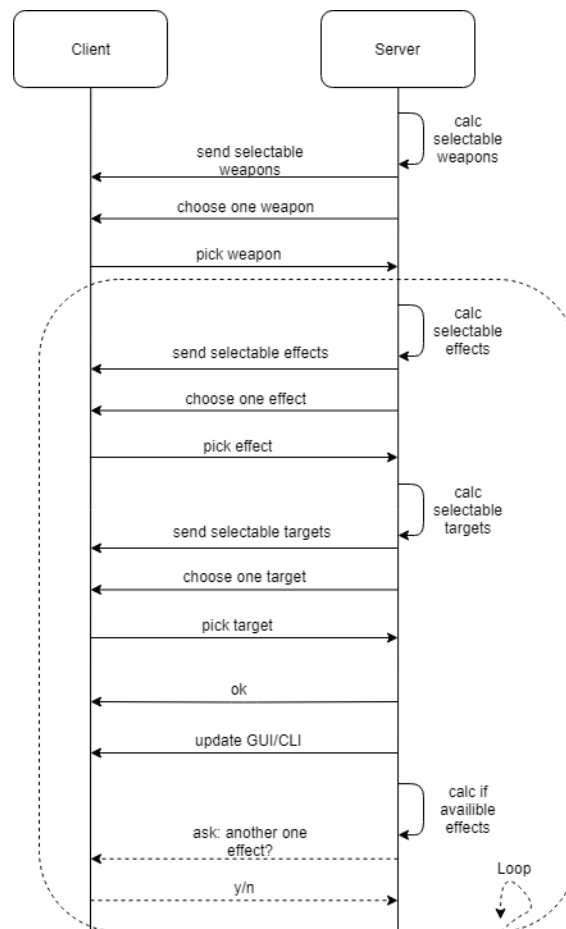 Client
Server
calc
selectable
weapons
send selectable
weapons
choose one weapon
pick weapon
calc
selectable
effects
send selectable effects
choose one effect
pick effect
calc
selectable
targets
send selectable targets
choose one target
pick target
ok
update GUI/CLI
calc if
availible
effects
ask: another one
effect?
Loop
y/n